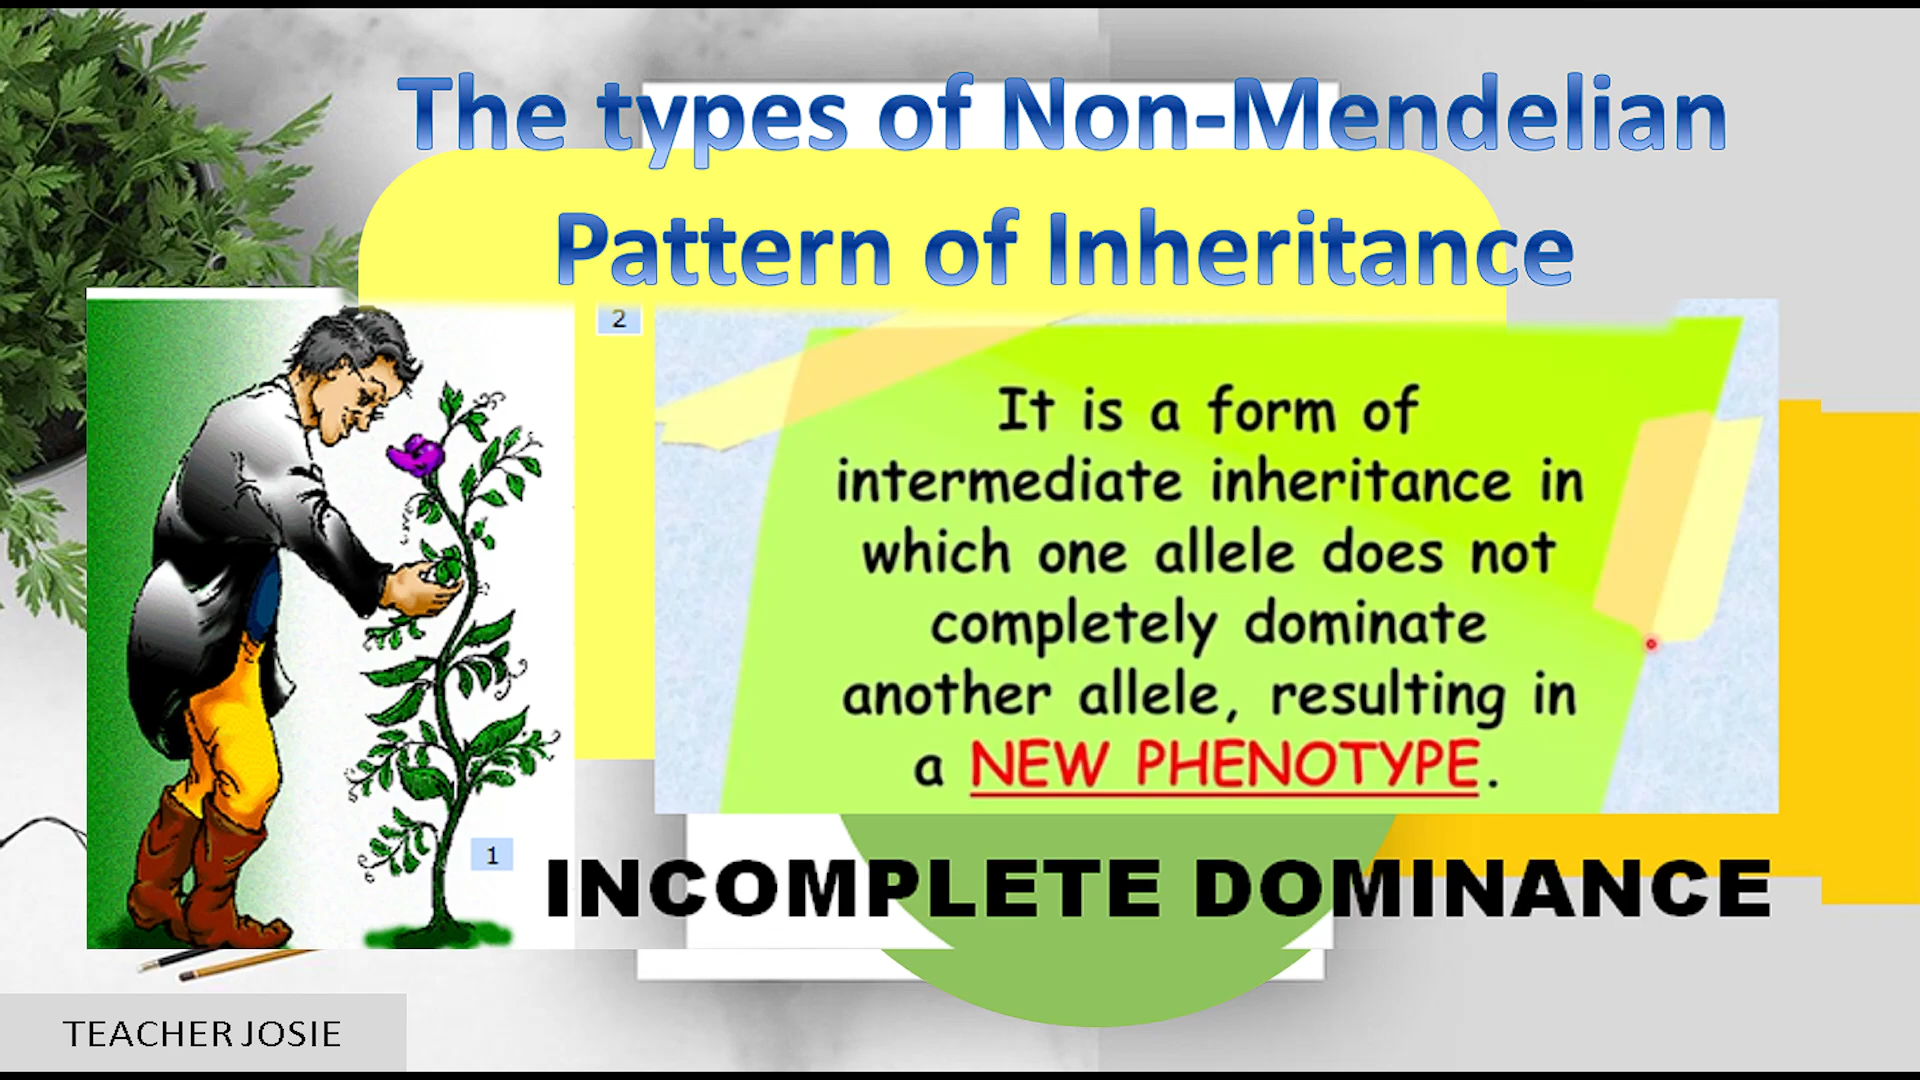 The types of Non-Mendelian
Pattern of Inheritance
2
It is a form of
intermediate inheritance in
which one allele does not
completely dominate
another allele, resulting in
a NEW PHENOTYPE.
1
INCOMPLETE DOMINANCE
TEACHER JOSIE